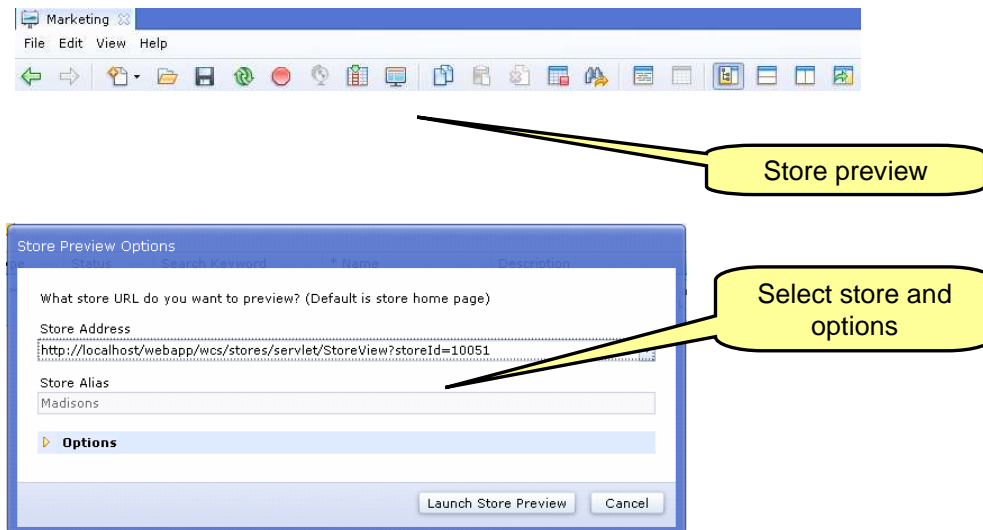 Marketing
File Edit View Help
Store preview
Store Preview Options
Status Search Keyword * Name Description
What store URL do you want to preview? (Default is store home page)
Select store and
options
Store Address
http://localhost/webapp/wcs/stores/servlet/StoreView?storeId=10051
Store Alias
Madisons
Options
Launch Store Preview Cancel